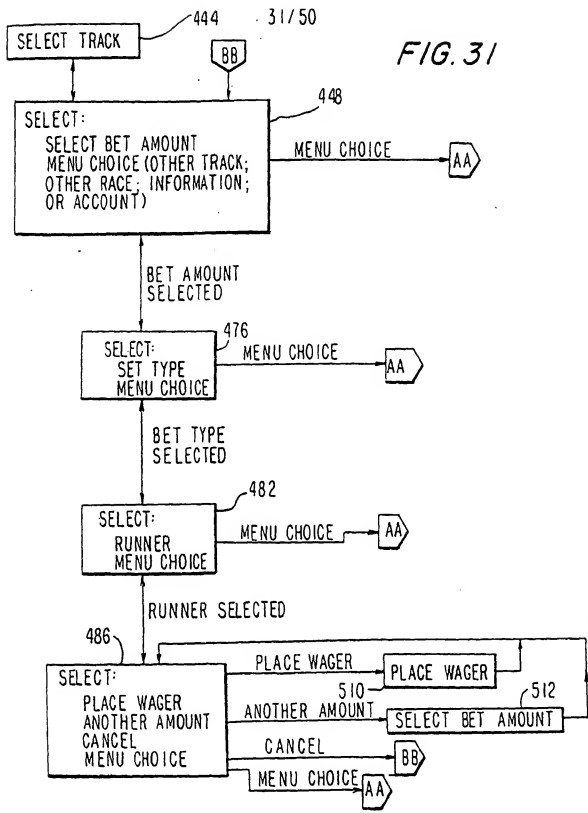 444
31/50
SELECT TRACK
BB
FIG. 31
448
SELECT:
SELECT BET AMOUNT
MENU CHOICE (OTHER TRACK;
OTHER RACE; INFORMATION;
OR ACCOUNT)
MENU CHOICE
AA
BET AMOUNT
SELECTED
476
SELECT:
SET TYPE
MENU CHOICE
MENU CHOICE
AA
BET TYPE
SELECTED
482
SELECT:
RUNNER
MENU CHOICE
MENU CHOICE
AA
RUNNER SELECTED
486
SELECT:
PLACE WAGER
ANOTHER AMOUNT
CANCEL
MENU CHOICE
PLACE WAGER
PLACE WAGER
510
512
ANOTHER AMOUNT
SELECT BET AMOUNT
CANCEL
BB
MENU CHOICE
AA